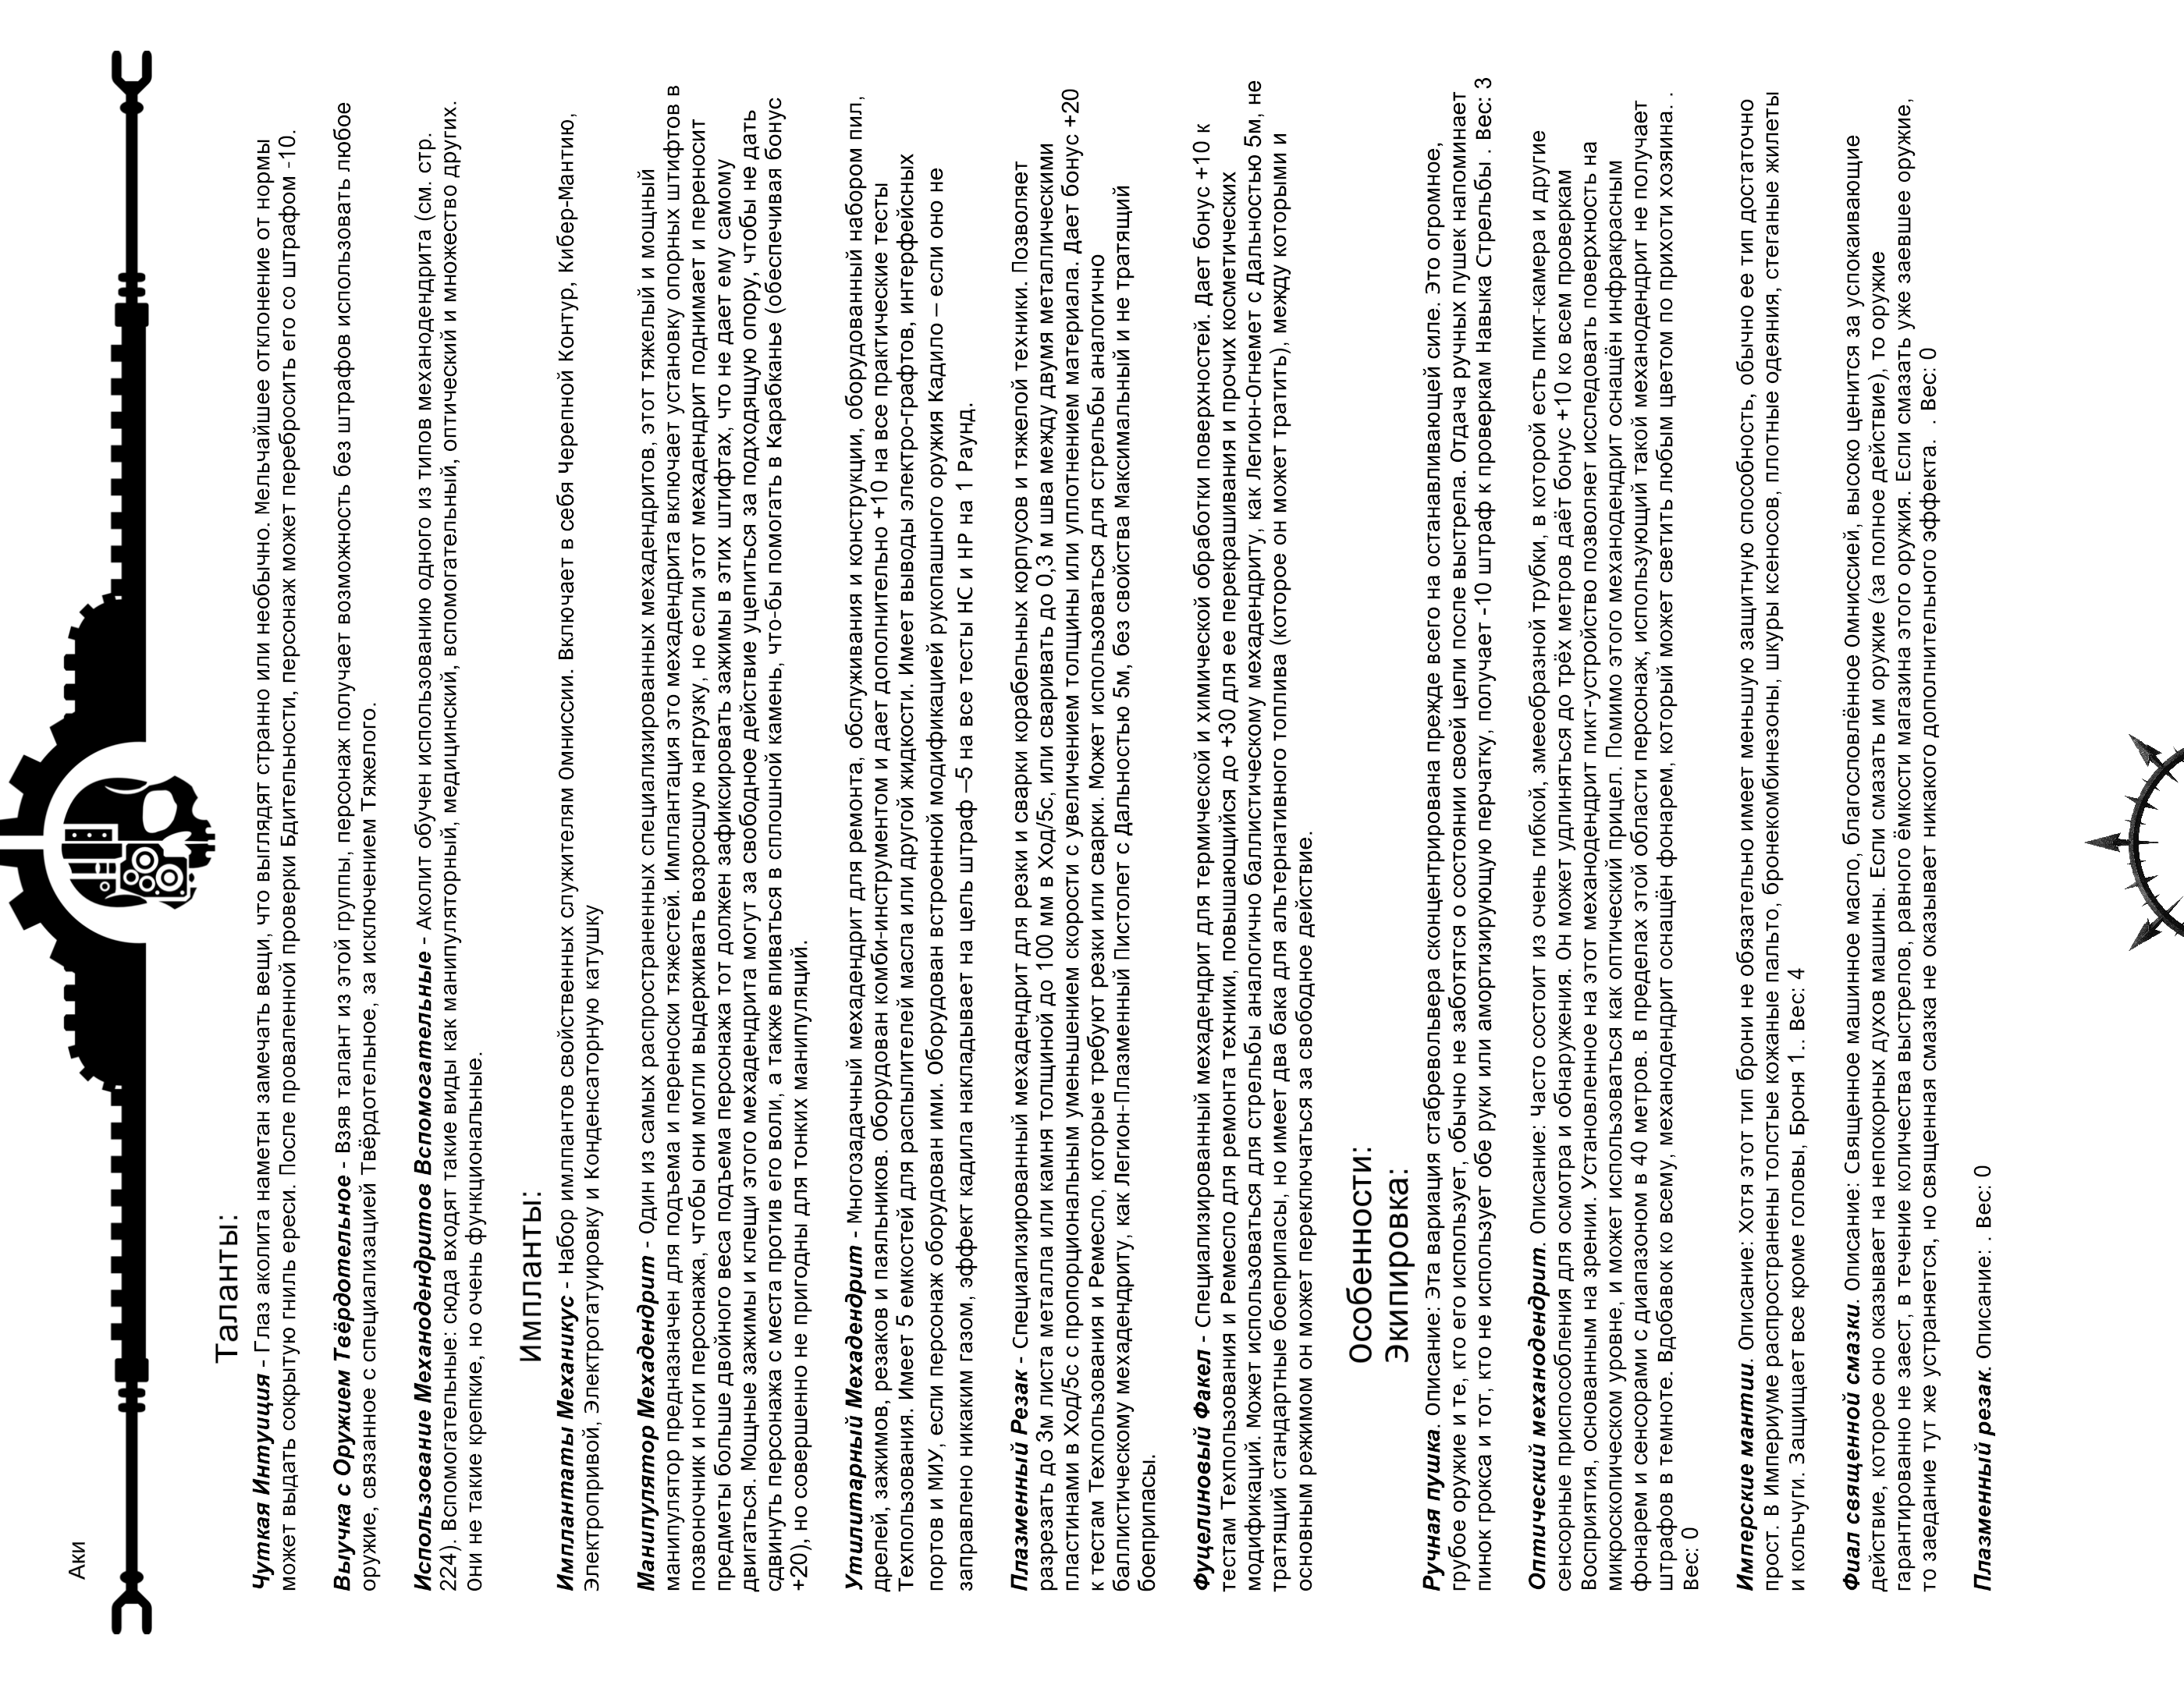 Аки
Таланты:
Чуткая Интуиция - Глаз аколита наметан замечать вещи, что выглядят странно или необычно. Мельчайшее отклонение от нормы
может выдать сокрытую гниль ереси. После проваленной проверки Бдительности, персонаж может перебросить его со штрафом -10.
Выучка с Оружием Твёрдотельное - Взяв талант из этой группы, персонаж получает возможность без штрафов использовать любое
оружие, связанное с специализацией Твёрдотельное, за исключением Тяжелого.
Использование Механодендритов Вспомогательные - Аколит обучен использованию одного из типов механодендрита (см. стр.
224). Вспомогательные: сюда входят такие виды как манипуляторный, медицинский, вспомогательный, оптический и множество других.
Они не такие крепкие, но очень функциональные.
Импланты:
Имплантаты Механикус - Набор имлпантов свойственных служителям Омниссии. Включает в себя Черепной Контур, Кибер-Мантию,
Электропривой, Электротатуировку и Конденсаторную катушку
Манипулятор Мехадендрит - Один из самых распространенных специализированных мехадендритов, этот тяжелый и мощный
манипулятор предназначен для подъема и переноски тяжестей. Имплантация это мехадендрита включает установку опорных штифтов в
позвоночник и ноги персонажа, чтобы они могли выдерживать возросшую нагрузку, но если этот мехадендрит поднимает и переносит
предметы больше двойного веса подъема персонажа тот должен зафиксировать зажимы в этих штифтах, что не дает ему самому
двигаться. Мощные зажимы и клещи этого мехадендрита могут за свободное действие уцепиться за подходящую опору, чтобы не дать
сдвинуть персонажа с места против его воли, а также впиваться в сплошной камень, что-бы помогать в Карабканье (обеспечивая бонус
+20), но совершенно не пригодны для тонких манипуляций.
Утилитарный Мехадендрит - Многозадачный мехадендрит для ремонта, обслуживания и конструкции, оборудованный набором пил,
дрелей, зажимов, резаков и паяльников. Оборудован комби-инструментом и дает дополнительно +10 на все практические тесты
Техпользования. Имеет 5 емкостей для распылителей масла или другой жидкости. Имеет выводы электро-графтов, интерфейсных
портов и МИУ, если персонаж оборудован ими. Оборудован встроенной модификацией рукопашного оружия Кадило – если оно не
заправлено никаким газом, эффект кадила накладывает на цель штраф –5 на все тесты НС и НР на 1 Раунд.
Плазменный Резак - Специализированный мехадендрит для резки и сварки корабельных корпусов и тяжелой техники. Позволяет
разрезать до 3м листа металла или камня толщиной до 100 мм в Ход/5с, или сваривать до 0,3 м шва между двумя металлическими
пластинами в Ход/5с с пропорциональным уменьшением скорости с увеличением толщины или уплотнением материала. Дает бонус +20
к тестам Техпользования и Ремесло, которые требуют резки или сварки. Может использоваться для стрельбы аналогично
баллистическому мехадендриту, как Легион-Плазменный Пистолет с Дальностью 5м, без свойства Максимальный и не тратящий
боеприпасы.
Фуцелиновый Факел - Специализированный мехадендрит для термической и химической обработки поверхностей. Дает бонус +10 к
тестам Техпользования и Ремесло для ремонта техники, повышающийся до +30 для ее перекрашивания и прочих косметических
модификаций. Может использоваться для стрельбы аналогично баллистическому мехадендриту, как Легион-Огнемет с Дальностью 5м, не
тратящий стандартные боеприпасы, но имеет два бака для альтернативного топлива (которое он может тратить), между которыми и
основным режимом он может переключаться за свободное действие.
Особенности:
Экипировка:
Ручная пушка. Описание: Эта вариация стабревольвера сконцентрирована прежде всего на останавливающей силе. Это огромное,
грубое оружие и те, кто его использует, обычно не заботятся о состоянии своей цели после выстрела. Отдача ручных пушек напоминает
пинок грокса и тот, кто не использует обе руки или амортизирующую перчатку, получает -10 штраф к проверкам Навыка Стрельбы . Вес: 3
Оптический механодендрит. Описание: Часто состоит из очень гибкой, змееобразной трубки, в которой есть пикт-камера и другие
сенсорные приспособления для осмотра и обнаружения. Он может удлиняться до трёх метров даёт бонус +10 ко всем проверкам
Восприятия, основанным на зрении. Установленное на этот механодендрит пикт-устройство позволяет исследовать поверхность на
микроскопическом уровне, и может использоваться как оптический прицел. Помимо этого механодендрит оснащён инфракрасным
фонарем и сенсорами с диапазоном в 40 метров. В пределах этой области персонаж, использующий такой механодендрит не получает
штрафов в темноте. Вдобавок ко всему, механодендрит оснащён фонарем, который может светить любым цветом по прихоти хозяина. .
Вес: 0
Имперские мантии. Описание: Хотя этот тип брони не обязательно имеет меньшую защитную способность, обычно ее тип достаточно
прост. В Империуме распространены толстые кожаные пальто, бронекомбинезоны, шкуры ксеносов, плотные одеяния, стеганые жилеты
и кольчуги. Защищает все кроме головы, Броня 1.. Вес: 4
Фиал священной смазки. Описание: Священное машинное масло, благословлённое Омниссией, высоко ценится за успокаивающие
действие, которое оно оказывает на непокорных духов машины. Если смазать им оружие (за полное действие), то оружие
гарантированно не заест, в течение количества выстрелов, равного ёмкости магазина этого оружия. Если смазать уже заевшее оружие,
то заедание тут же устраняется, но священная смазка не оказывает никакого дополнительного эффекта. . Вес: 0
Плазменный резак. Описание: . Вес: 0